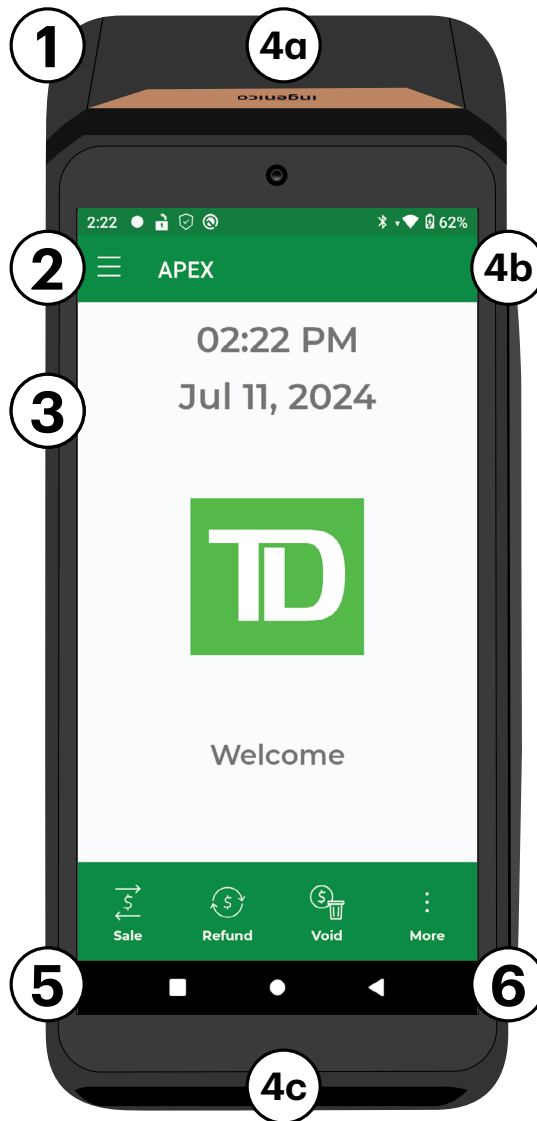 1
4a
ingenico
2:22
62%
2
APEX
4b
02:22 PM
3
Jul 11, 2024
TD
Welcome
$ $ $
Sale Refund Void More
5
6
4c